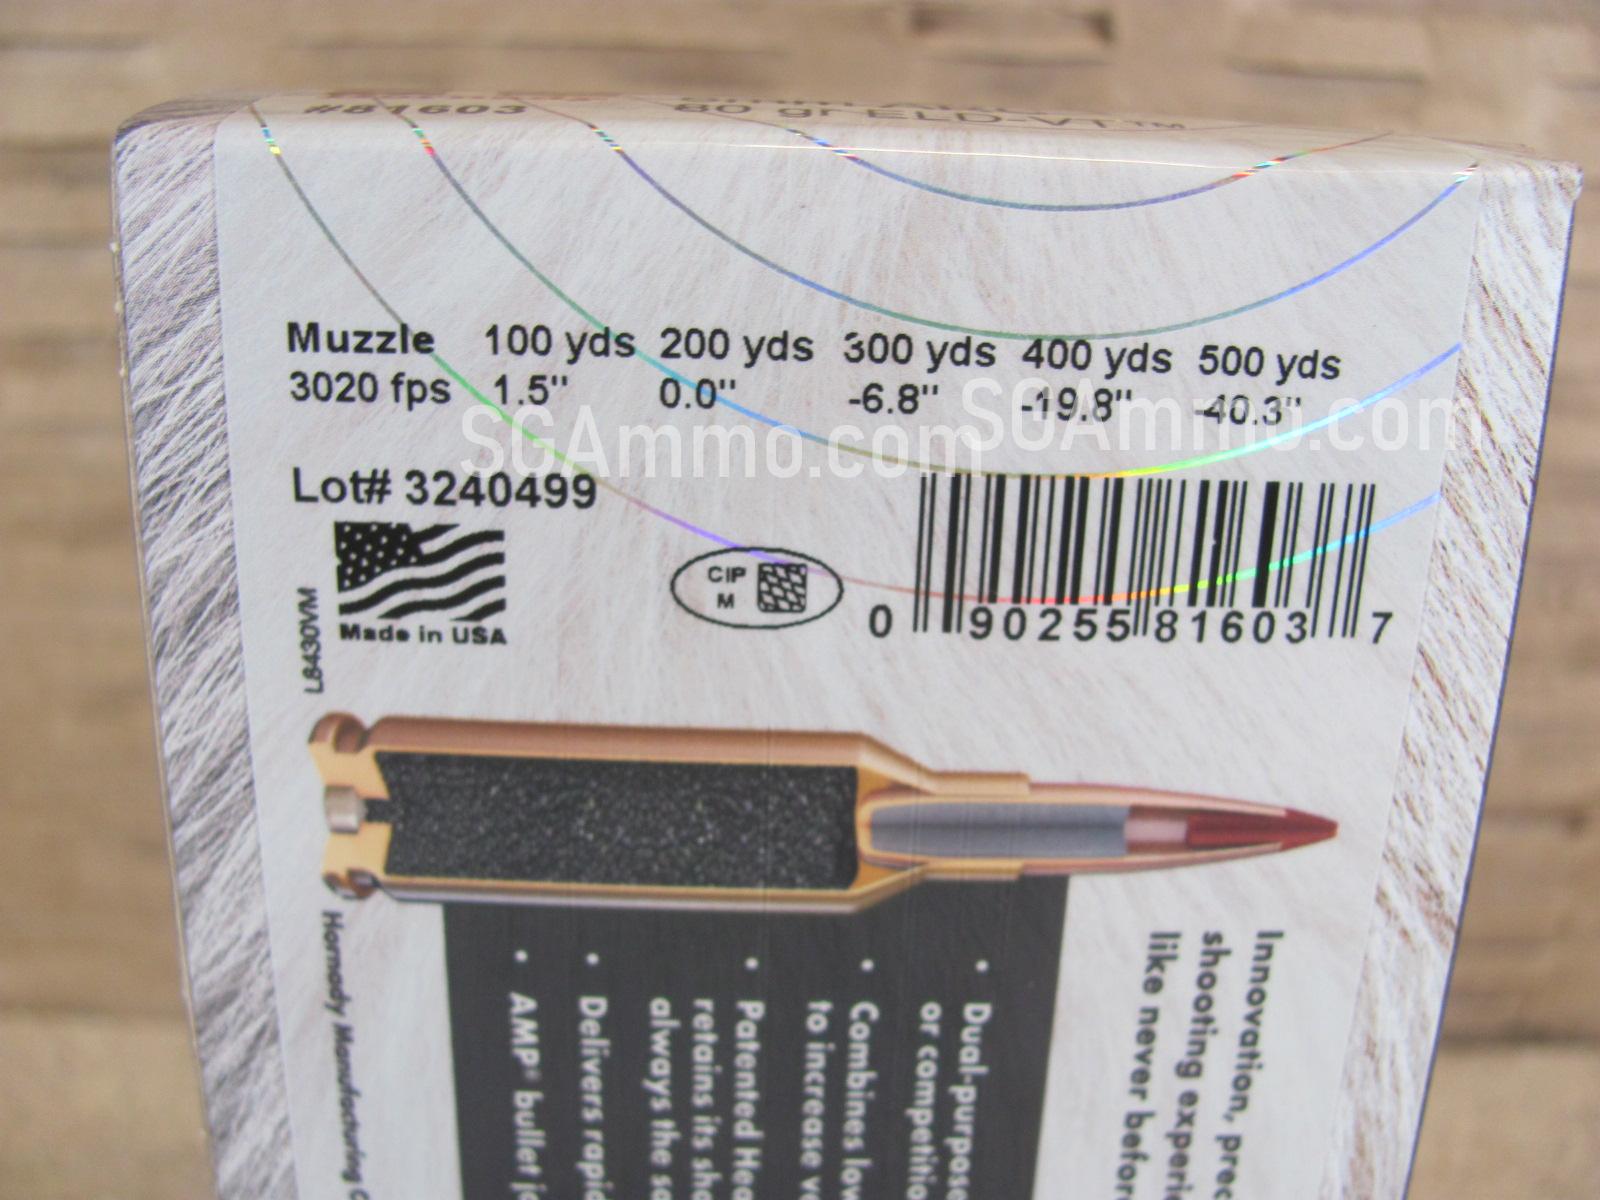 #81603
80 gr ELD-VT™
Muzzle 100 yds 200 yds 300 yds 400 yds 500 yds
3020 fps 1.5" 0.0" -6.8" -19.8" -40.3"
SGAmmo.com
SGAmmo.com
Lot# 3240499
Made in USA
L8430VM
CIP
M
0 90255 81603 7
Innovation,
shooting
like never
• Dual-purpose
or
• Combines
to increase
• Patented
retains its
always the
• Delivers
• AMP® bullet
Hornady Manufacturing